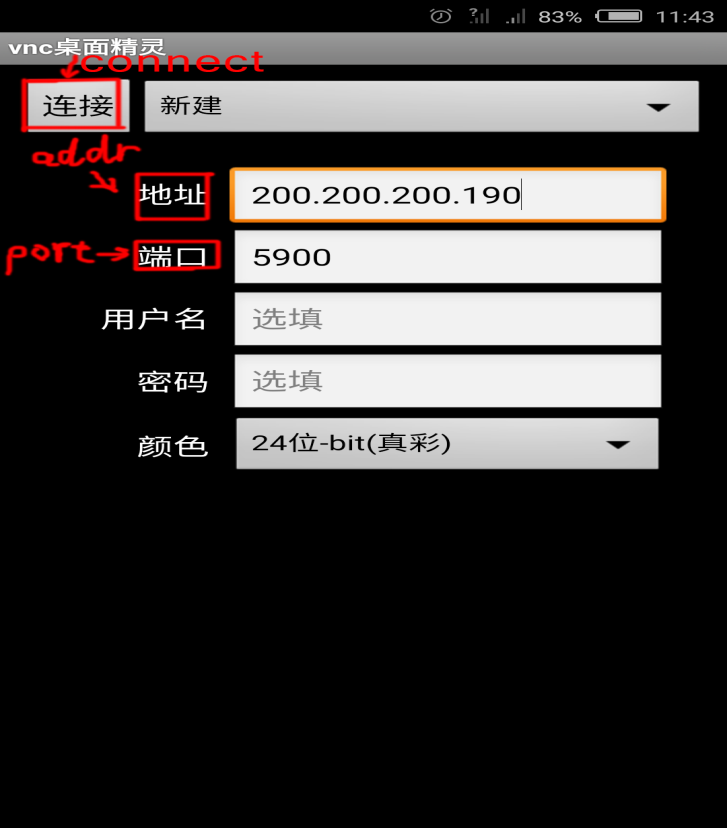 83% 11:43
vnc桌面精灵
connect
连接 新建
addr
地址 200.200.200.190
port 端口 5900
用户名 选填
密码 选填
颜色 24位-bit(真彩)